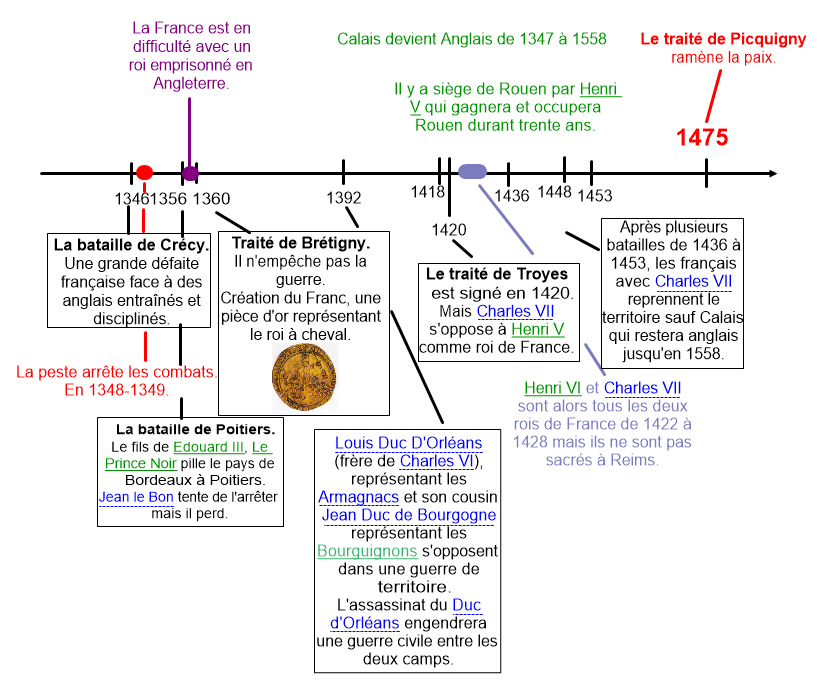 La France est en
difficulté avec un
roi emprisonné en
Angleterre.
Calais devient Anglais de 1347 à 1558
Le traité de Picquigny
ramène la paix.
Il y a siège de Rouen par Henri
V qui gagnera et occupera
Rouen durant trente ans.
1475
1346
1356
1360
1392
1418
1420
1436
1448
1453
La bataille de Crécy.
Une grande défaite
française face à des
anglais entraînés et
disciplinés.
Traité de Brétigny.
Il n'empêche pas la
guerre.
Création du Franc, une
pièce d'or représentant
le roi à cheval.
Le traité de Troyes
est signé en 1420.
Mais Charles VII
s'oppose à Henri V
comme roi de France.
Après plusieurs
batailles de 1436 à
1453, les français
avec Charles VII
reprennent le
territoire sauf Calais
qui restera anglais
jusqu'en 1558.
La peste arrête les combats.
En 1348-1349.
Henri VI et Charles VII
sont alors tous les deux
rois de France de 1422 à
1428 mais ils ne sont pas
sacrés à Reims.
La bataille de Poitiers.
Le fils de Edouard III, Le
Prince Noir pille le pays de
Bordeaux à Poitiers.
Jean le Bon tente de l'arrêter
mais il perd.
Louis Duc D'Orléans
(frère de Charles VI),
représentant les
Armagnacs et son cousin
Jean Duc de Bourgogne
représentant les
Bourguignons s'opposent
dans une guerre de
territoire.
L'assassinat du Duc
d'Orléans engendrera
une guerre civile entre les
deux camps.